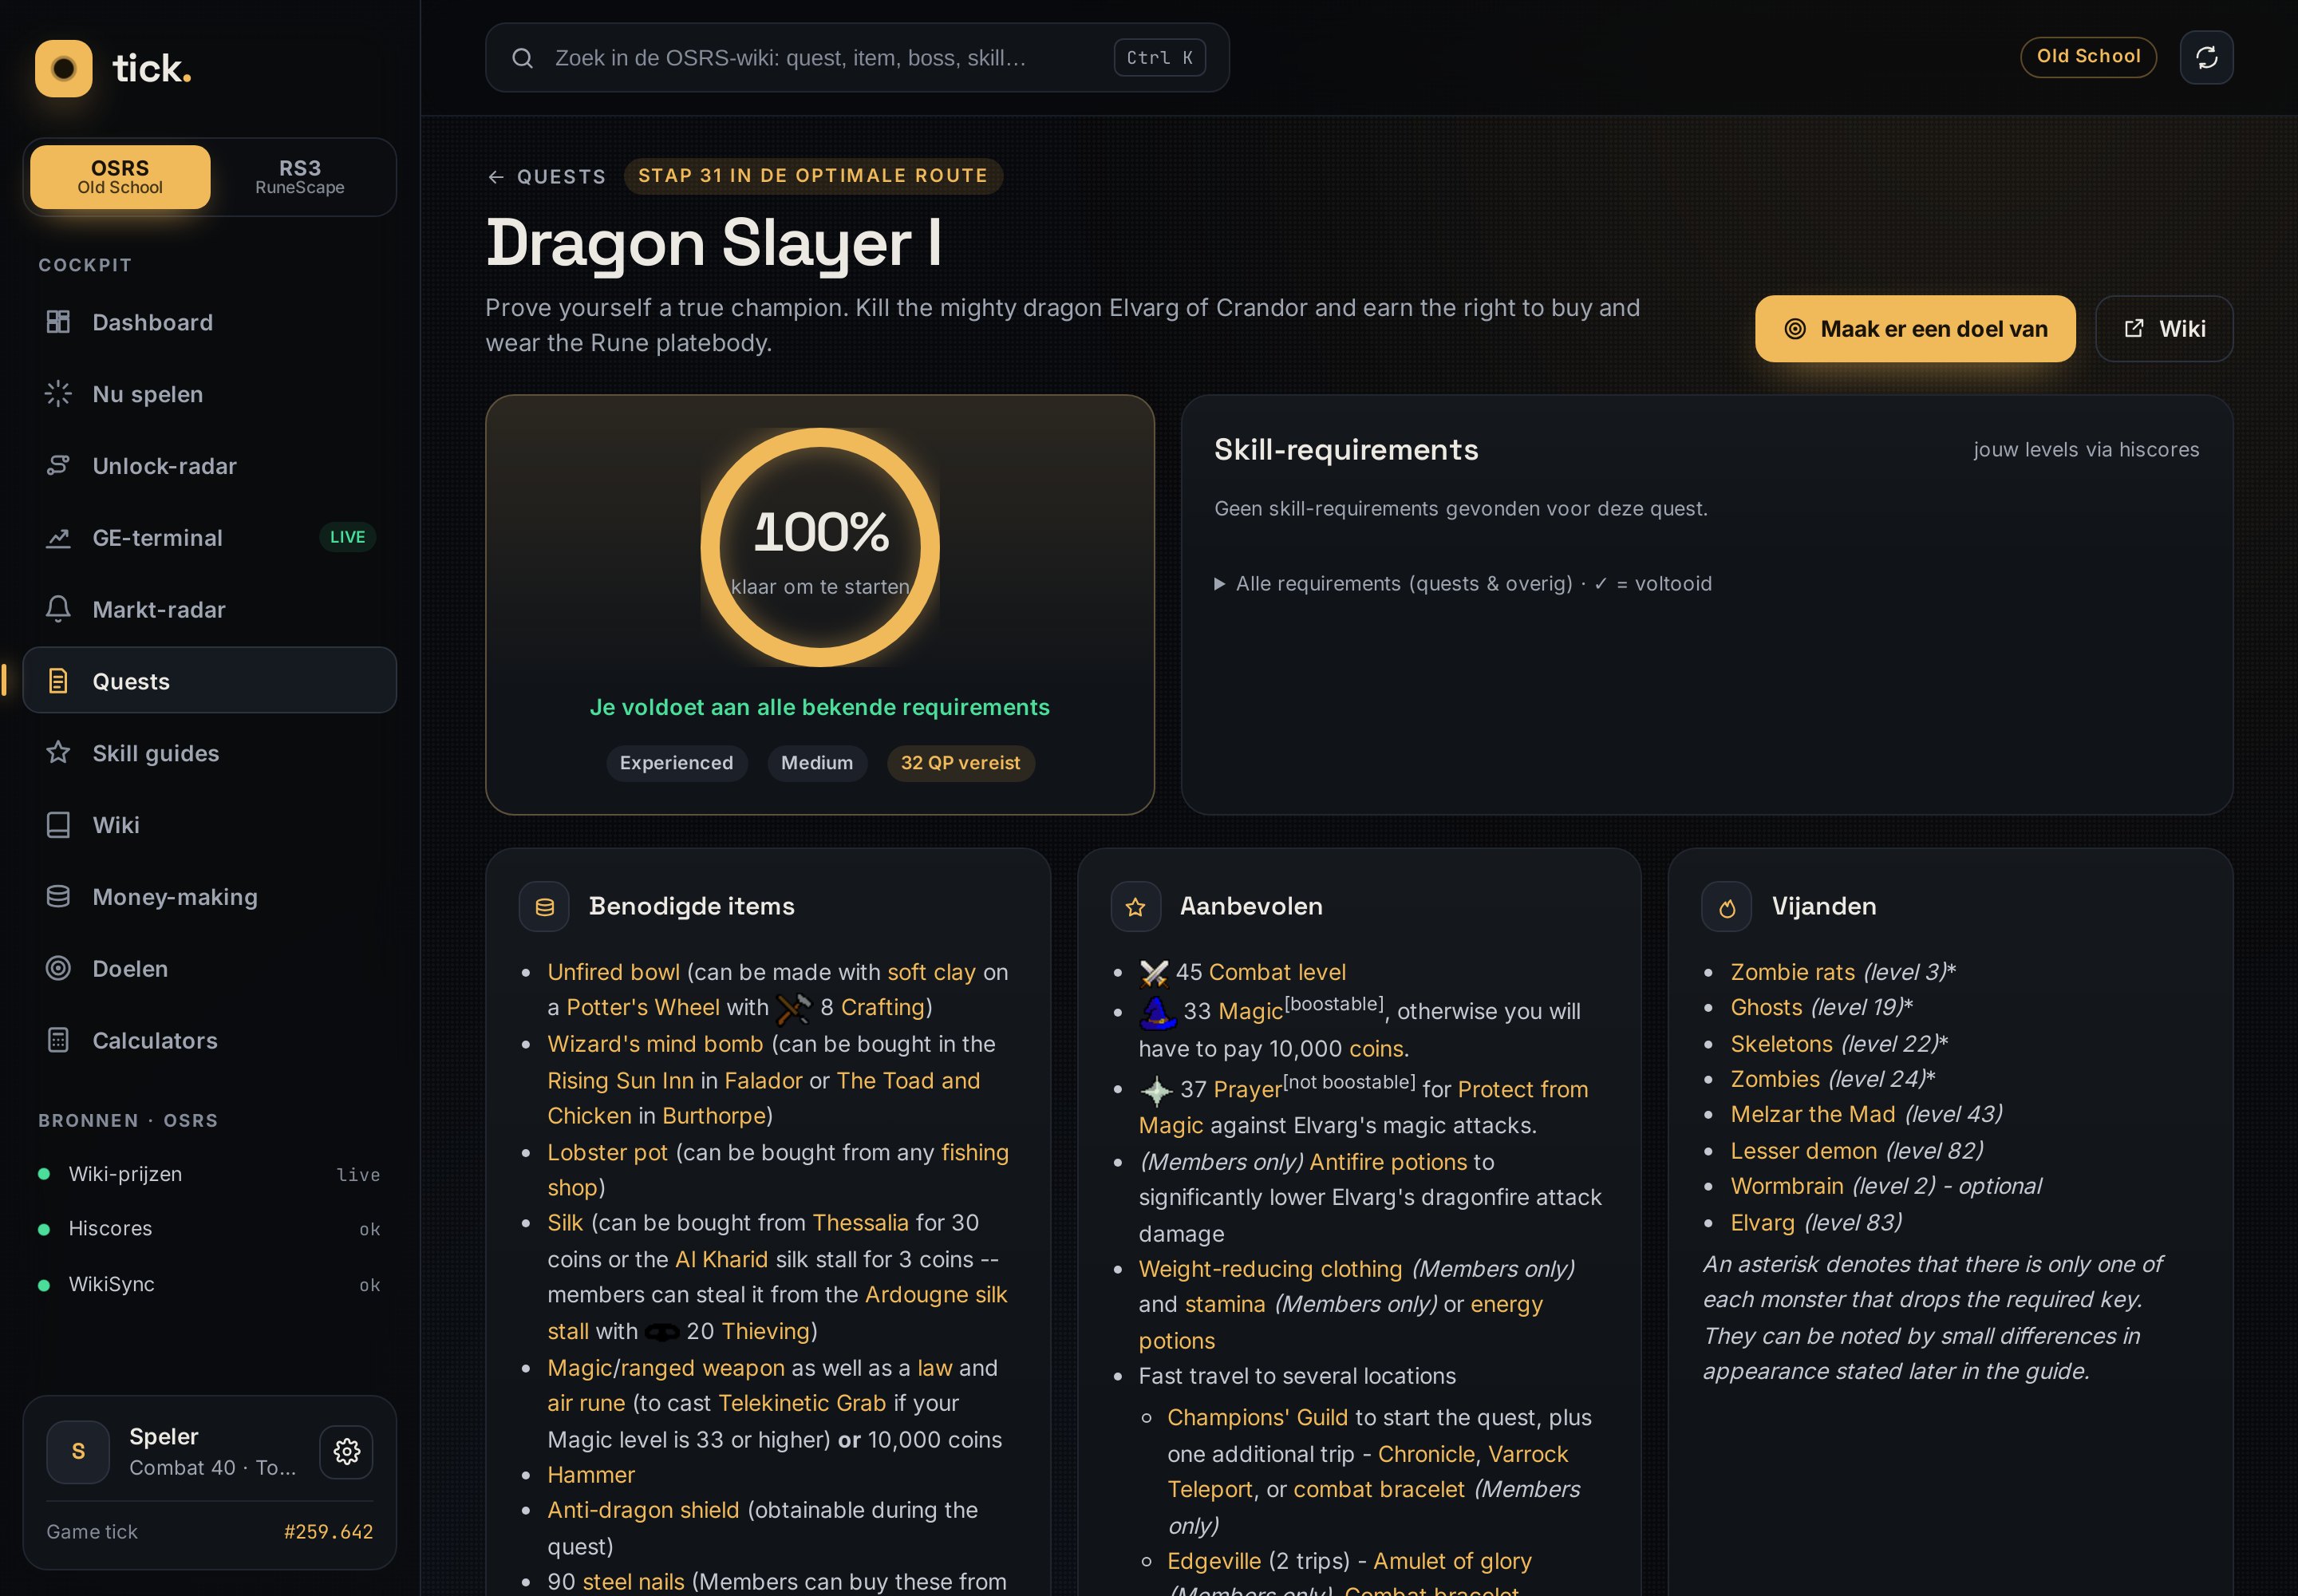 tick.
OSRS
Old School
RS3
RuneScape
COCKPIT
Dashboard
Nu spelen
Unlock-radar
GE-terminal
LIVE
Markt-radar
Quests
Skill guides
Wiki
Money-making
Doelen
Calculators
BRONNEN · OSRS
Wiki-prijzen
live
Hiscores
ok
WikiSync
ok
S
Speler
Combat 40 · To...
Game tick
#259.642
Zoek in de OSRS-wiki: quest, item, boss, skill...
Ctrl K
Old School
← QUESTS
STAP 31 IN DE OPTIMALE ROUTE
Dragon Slayer I
Prove yourself a true champion. Kill the mighty dragon Elvarg of Crandor and earn the right to buy and
wear the Rune platebody.
Maak er een doel van
Wiki
100%
klaar om te starten
Je voldoet aan alle bekende requirements
Experienced
Medium
32 QP vereist
Skill-requirements
jouw levels via hiscores
Geen skill-requirements gevonden voor deze quest.
▶ Alle requirements (quests & overig) · ✓ = voltooid
Benodigde items
• Unfired bowl (can be made with soft clay on
a Potter's Wheel with 8 Crafting)
• Wizard's mind bomb (can be bought in the
Rising Sun Inn in Falador or The Toad and
Chicken in Burthorpe)
• Lobster pot (can be bought from any fishing
shop)
• Silk (can be bought from Thessalia for 30
coins or the Al Kharid silk stall for 3 coins --
members can steal it from the Ardougne silk
stall with 20 Thieving)
• Magic/ranged weapon as well as a law and
air rune (to cast Telekinetic Grab if your
Magic level is 33 or higher) or 10,000 coins
• Hammer
• Anti-dragon shield (obtainable during the
quest)
• 90 steel nails (Members can buy these from
Aanbevolen
• 45 Combat level
• 33 Magic[boostable], otherwise you will
have to pay 10,000 coins.
• 37 Prayer[not boostable] for Protect from
Magic against Elvarg's magic attacks.
• (Members only) Antifire potions to
significantly lower Elvarg's dragonfire attack
damage
• Weight-reducing clothing (Members only)
and stamina (Members only) or energy
potions
• Fast travel to several locations
◦ Champions' Guild to start the quest, plus
one additional trip - Chronicle, Varrock
Teleport, or combat bracelet (Members
only)
◦ Edgeville (2 trips) - Amulet of glory
(Members only), Combat bracelet
Vijanden
• Zombie rats (level 3)*
• Ghosts (level 19)*
• Skeletons (level 22)*
• Zombies (level 24)*
• Melzar the Mad (level 43)
• Lesser demon (level 82)
• Wormbrain (level 2) - optional
• Elvarg (level 83)
An asterisk denotes that there is only one of
each monster that drops the required key.
They can be noted by small differences in
appearance stated later in the guide.